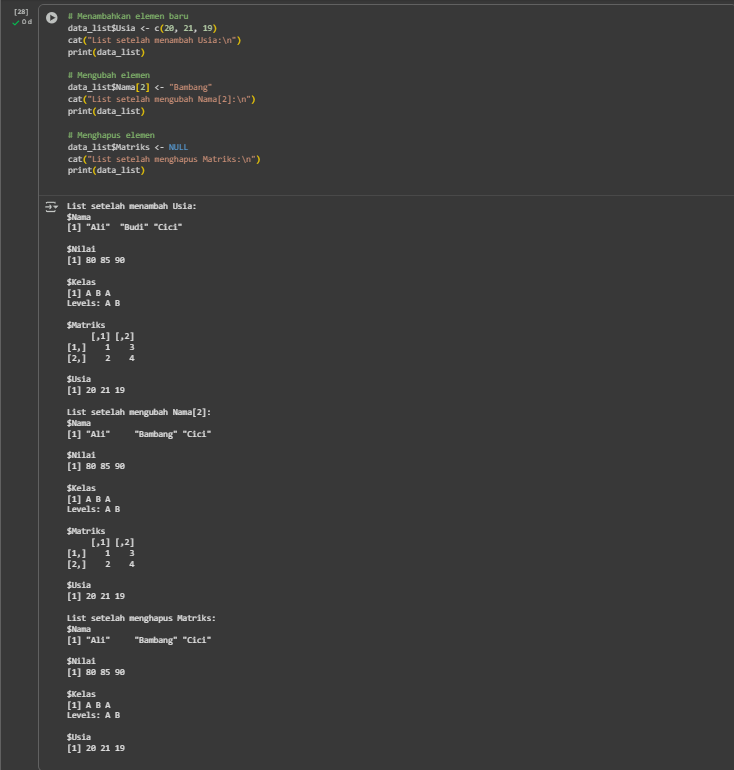 [28]
0 d
# Menambahkan elemen baru
data_list$Usia <- c(20, 21, 19)
cat("List setelah menambah Usia:\n")
print(data_list)
# Mengubah elemen
data_list$Nama[2] <- "Bambang"
cat("List setelah mengubah Nama[2]:\n")
print(data_list)
# Menghapus elemen
data_list$Matriks <- NULL
cat("List setelah menghapus Matriks:\n")
print(data_list)
List setelah menambah Usia:
$Nama
[1] "Ali"  "Budi" "Cici"
$Nilai
[1] 80 85 90
$Kelas
[1] A B A
Levels: A B
$Matriks
     [,1] [,2]
[1,]    1    3
[2,]    2    4
$Usia
[1] 20 21 19
List setelah mengubah Nama[2]:
$Nama
[1] "Ali"     "Bambang" "Cici"
$Nilai
[1] 80 85 90
$Kelas
[1] A B A
Levels: A B
$Matriks
     [,1] [,2]
[1,]    1    3
[2,]    2    4
$Usia
[1] 20 21 19
List setelah menghapus Matriks:
$Nama
[1] "Ali"     "Bambang" "Cici"
$Nilai
[1] 80 85 90
$Kelas
[1] A B A
Levels: A B
$Usia
[1] 20 21 19